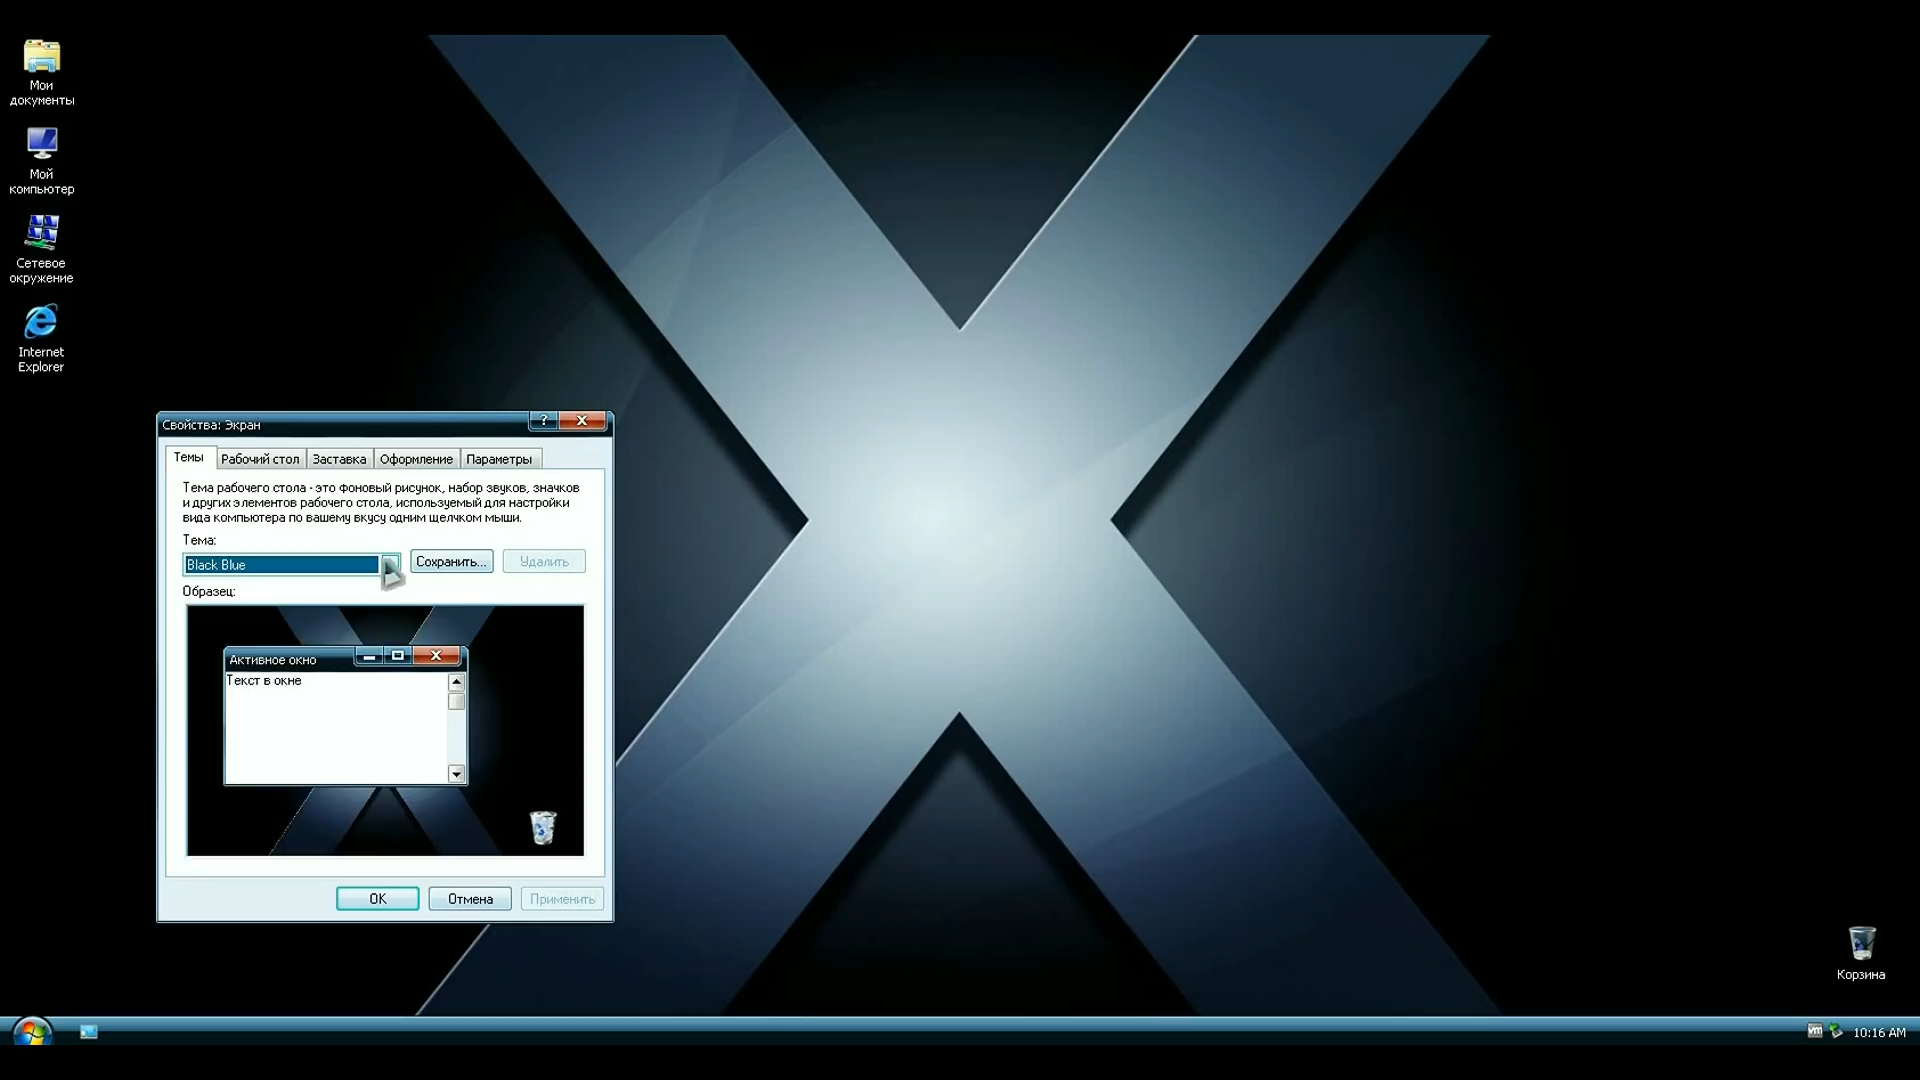 Мои
документы
Мой
компьютер
Сетевое
окружение
Internet
Explorer
Свойства: Экран
?
X
Темы
Рабочий стол
Заставка
Оформление
Параметры
Тема рабочего стола - это фоновый рисунок, набор звуков, значков
и других элементов рабочего стола, используемый для настройки
вида компьютера по вашему вкусу одним щелчком мыши.
Тема:
Black Blue
Сохранить...
Удалить
Образец:
Активное окно
X
Текст в окне
OK
Отмена
Применить
Корзина
vm
10:16 AM